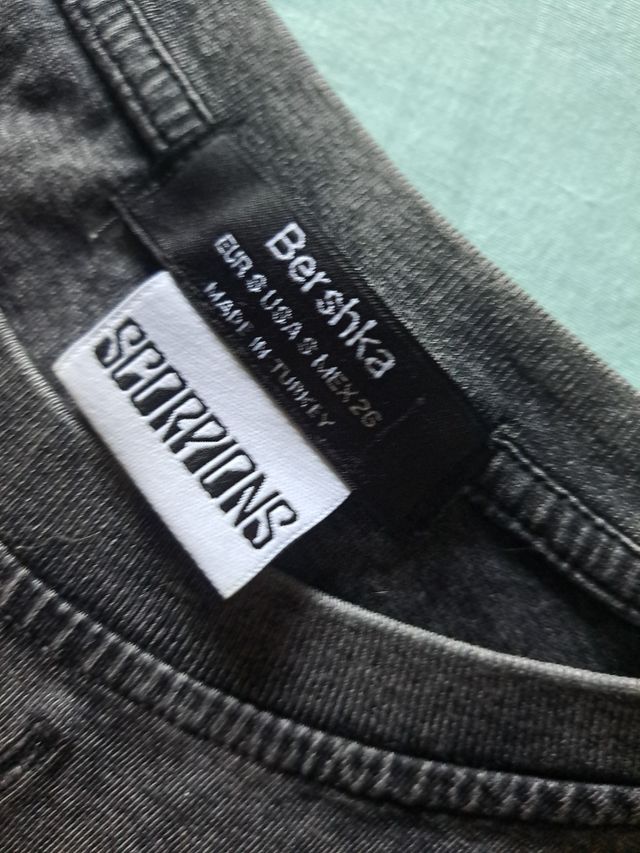 Bershka
EUR S USA S MEX 26
MADE IN TURKEY
SCORPIONS